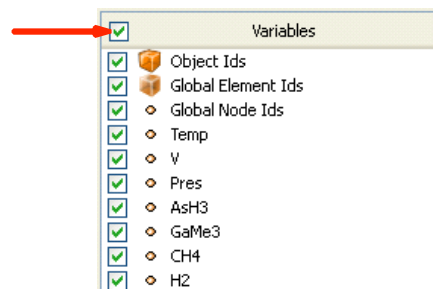 Variables
Object Ids
Global Element Ids
Global Node Ids
Temp
V
Pres
AsH3
GaMe3
CH4
H2